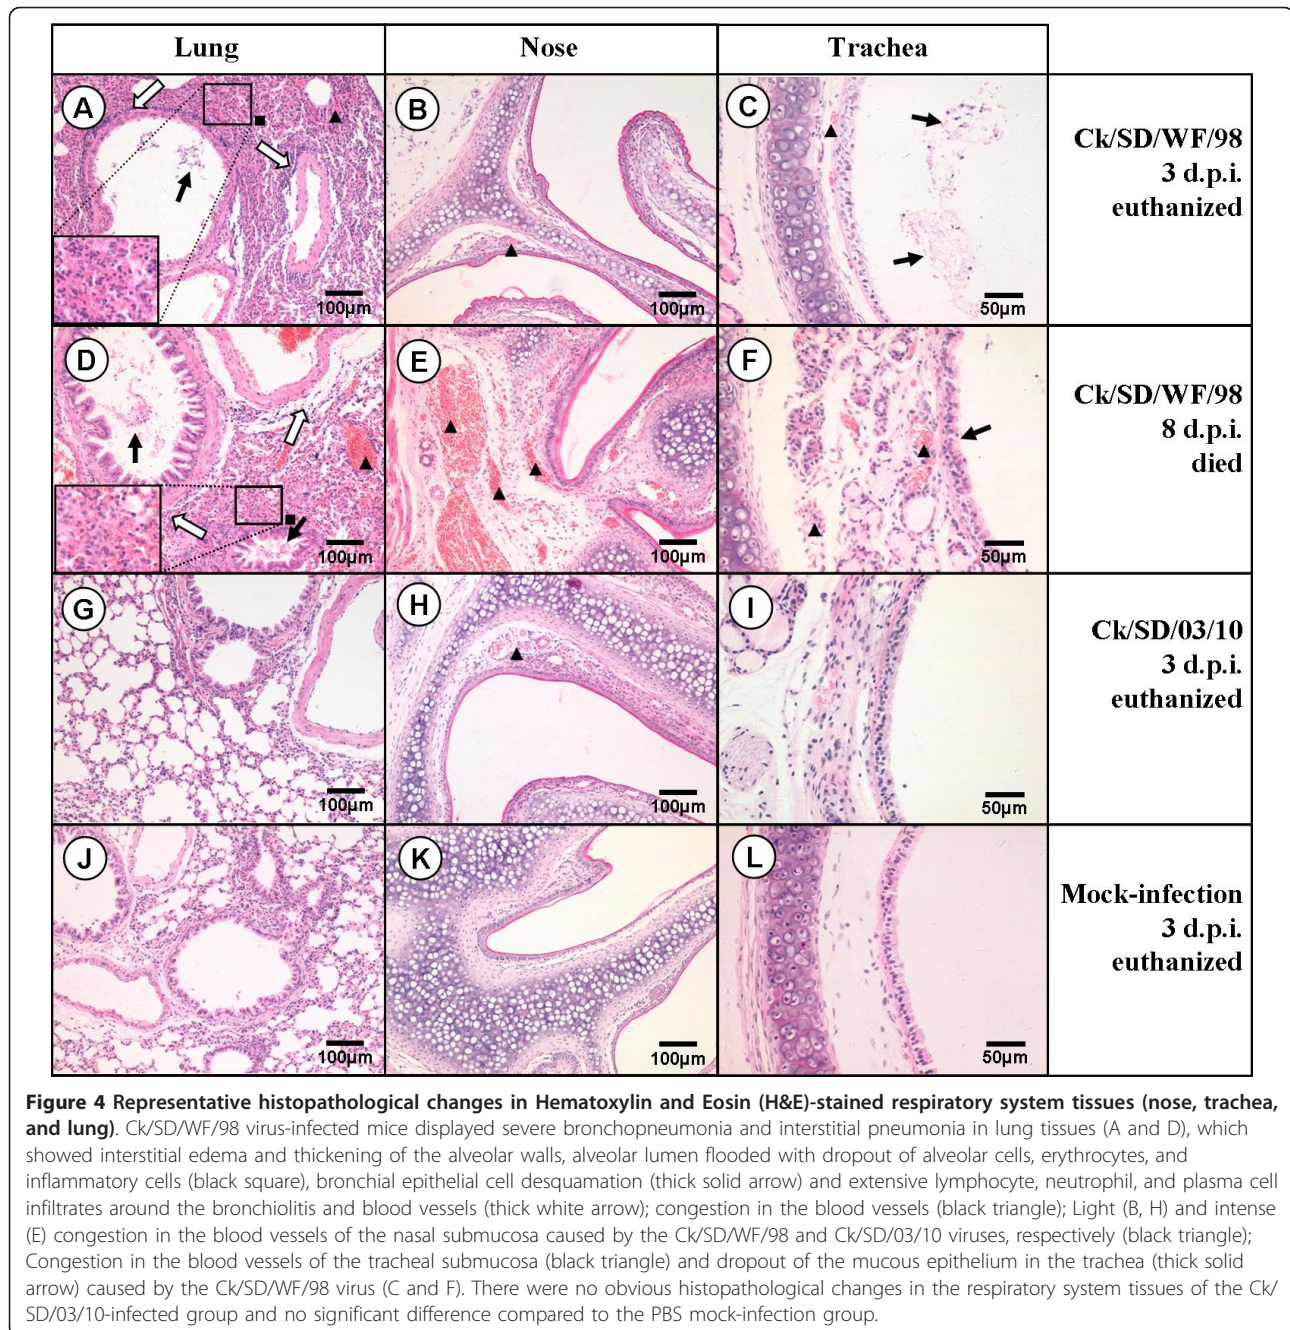 Lung Nose Trachea
A B C
100μm 100μm 50μm
Ck/SD/WF/98
3 d.p.i.
euthanized
D E F
100μm 100μm 50μm
Ck/SD/WF/98
8 d.p.i.
died
G H I
100μm 100μm 50μm
Ck/SD/03/10
3 d.p.i.
euthanized
J K L
100μm 100μm 50μm
Mock-infection
3 d.p.i.
euthanized
Figure 4 Representative histopathological changes in Hematoxylin and Eosin (H&E)-stained respiratory system tissues (nose, trachea,
and lung). Ck/SD/WF/98 virus-infected mice displayed severe bronchopneumonia and interstitial pneumonia in lung tissues (A and D), which
showed interstitial edema and thickening of the alveolar walls, alveolar lumen flooded with dropout of alveolar cells, erythrocytes, and
inflammatory cells (black square), bronchial epithelial cell desquamation (thick solid arrow) and extensive lymphocyte, neutrophil, and plasma cell
infiltrates around the bronchiolitis and blood vessels (thick white arrow); congestion in the blood vessels (black triangle); Light (B, H) and intense
(E) congestion in the blood vessels of the nasal submucosa caused by the Ck/SD/WF/98 and Ck/SD/03/10 viruses, respectively (black triangle);
Congestion in the blood vessels of the tracheal submucosa (black triangle) and dropout of the mucous epithelium in the trachea (thick solid
arrow) caused by the Ck/SD/WF/98 virus (C and F). There were no obvious histopathological changes in the respiratory system tissues of the Ck/
SD/03/10-infected group and no significant difference compared to the PBS mock-infection group.